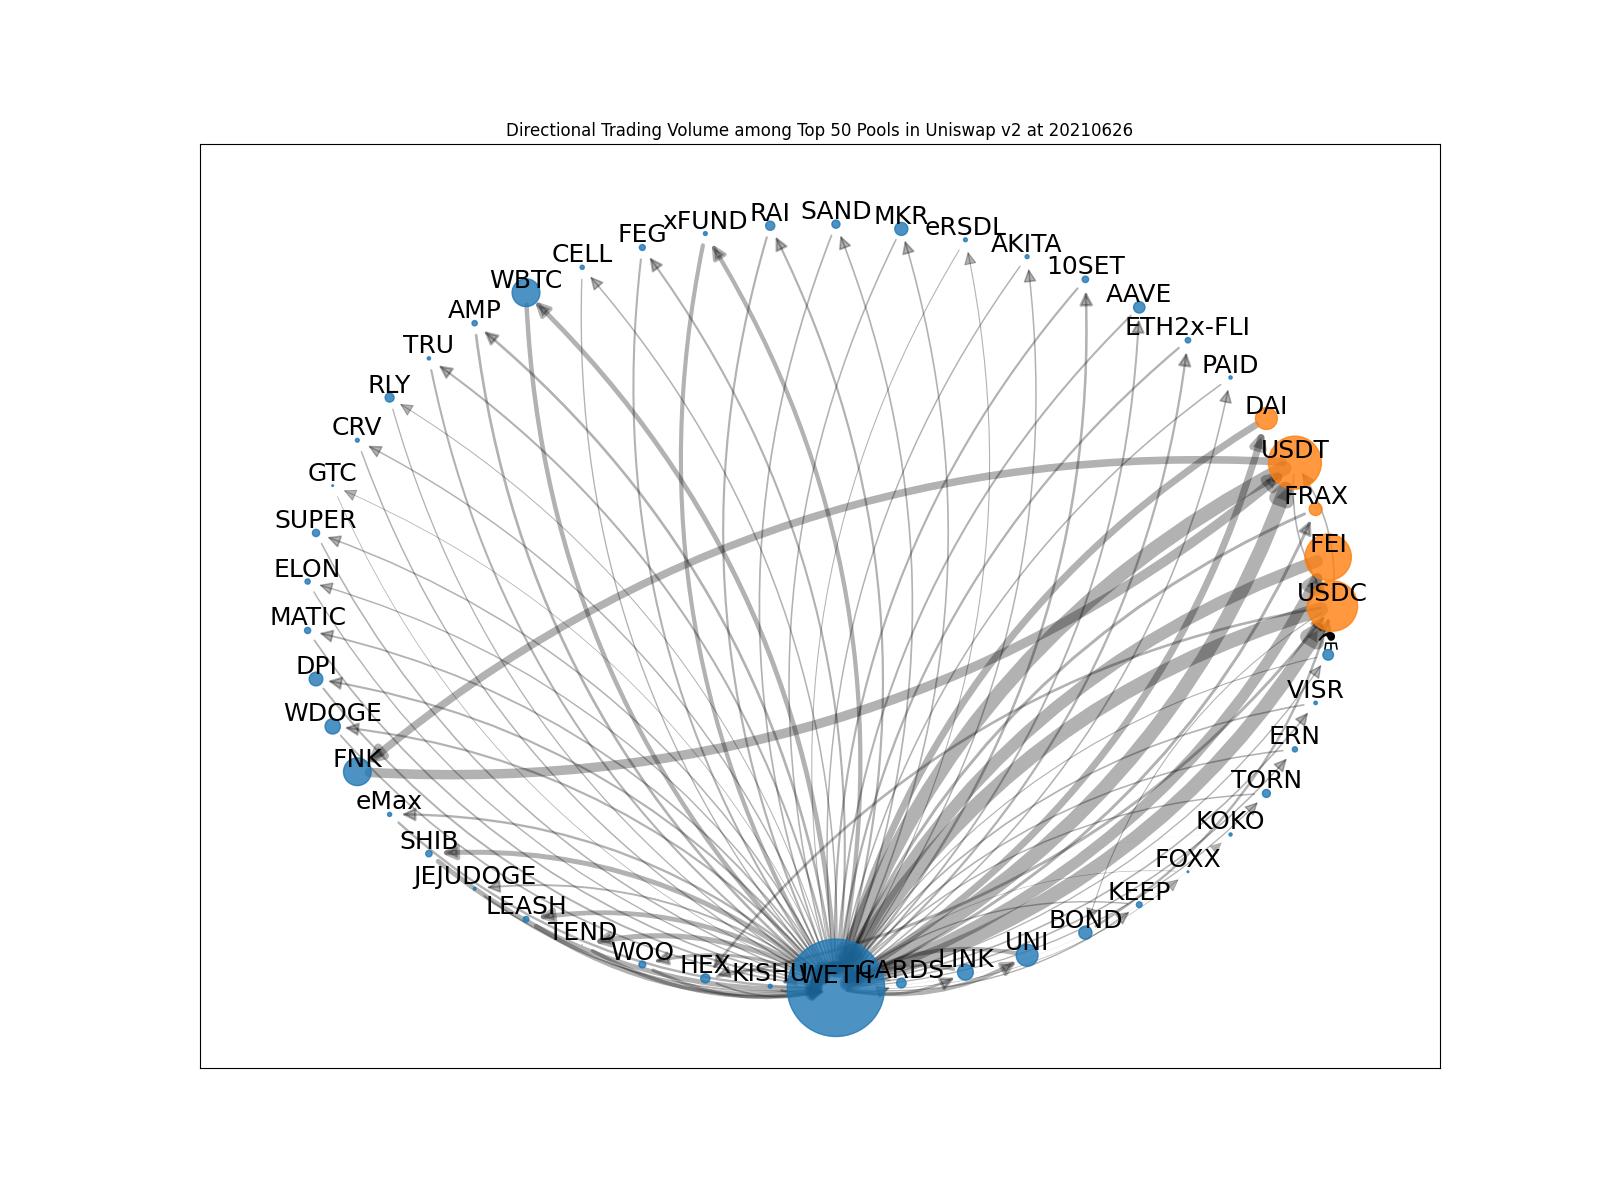 Directional Trading Volume among Top 50 Pools in Uniswap v2 at 20210626
SAND
RAI
MKR
xFUND
eRSDL
FEG
AKITA
CELL
10SET
WBTC
AAVE
AMP
ETH2x-FLI
TRU
PAID
RLY
DAI
CRV
USDT
GTC
FRAX
SUPER
FEI
ELON
USDC
MATIC
DPI
VISR
WDOGE
ERN
FNK
TORN
eMax
KOKO
SHIB
FOXX
JEJUDOGE
KEEP
LEASH
BOND
TEND
UNI
WOO
LINK
HEX
CARDS
KISHU
WETH